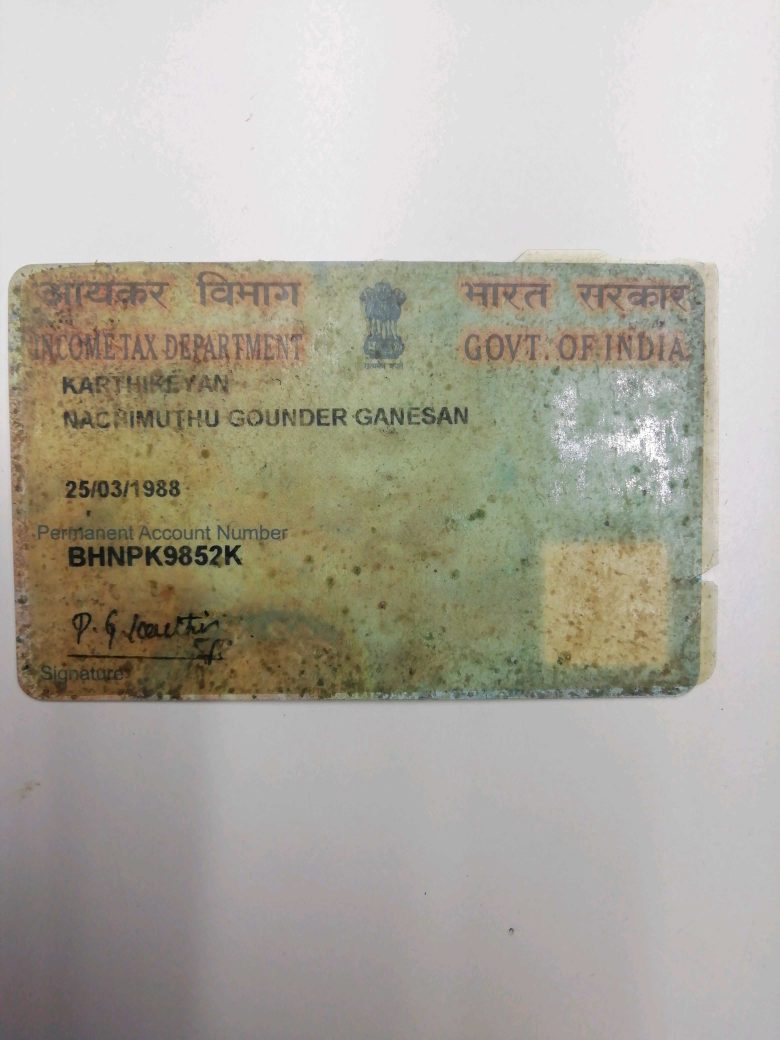 आयकर विभाग भारत सरकार
INCOME TAX DEPARTMENT GOVT. OF INDIA
KARTHIKEYAN
NACHIMUTHU GOUNDER GANESAN
25/03/1988
Permanent Account Number
BHNPK9852K
Signature